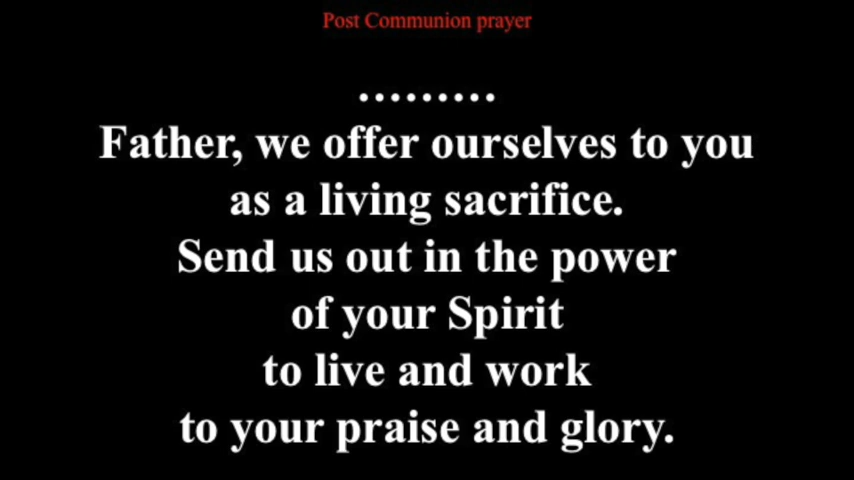 Post Communion prayer
.........
Father, we offer ourselves to you
as a living sacrifice.
Send us out in the power
of your Spirit
to live and work
to your praise and glory.